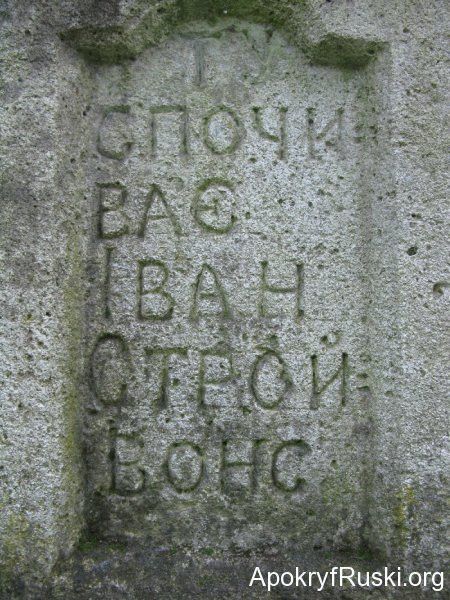 ТУ
СПОЧИ-
ВАЄ
ІВАН
СТРОЙ-
ВОНС
ApokryfRuski.org